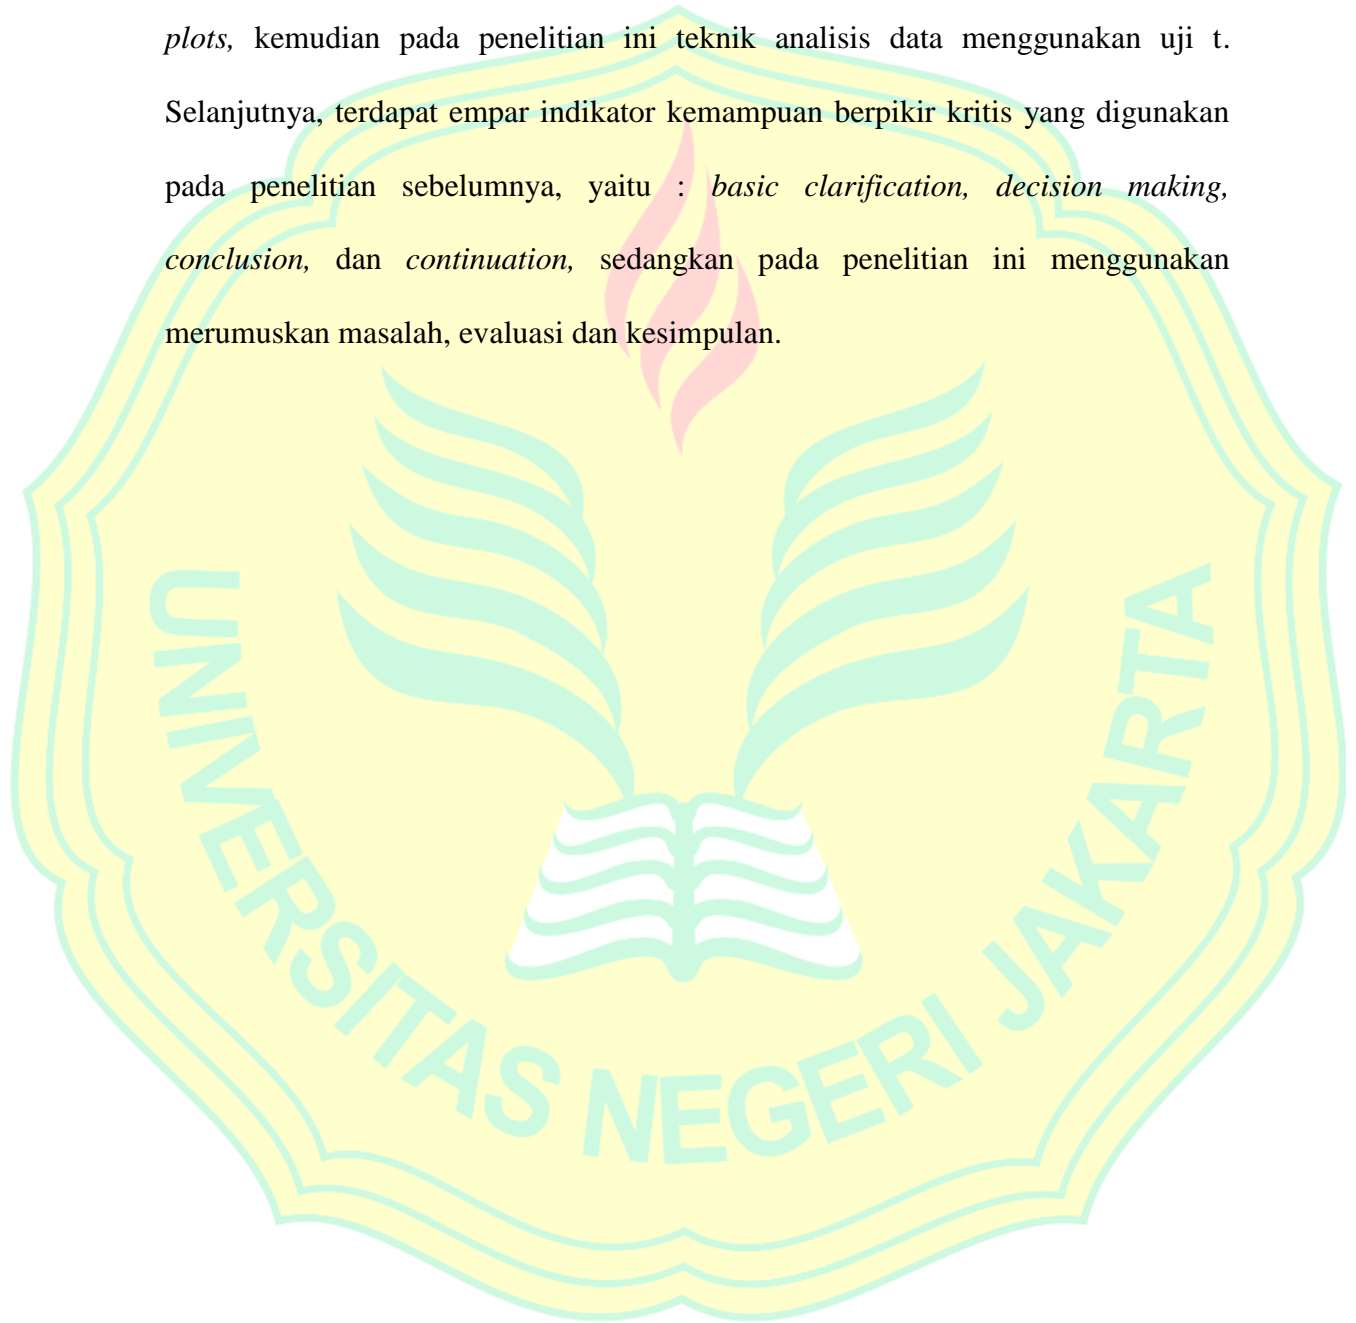 plots, kemudian pada penelitian ini teknik analisis data menggunakan uji t.
Selanjutnya, terdapat empar indikator kemampuan berpikir kritis yang digunakan
pada penelitian sebelumnya, yaitu : basic clarification, decision making,
conclusion, dan continuation, sedangkan pada penelitian ini menggunakan
merumuskan masalah, evaluasi dan kesimpulan.
UNIVERSITAS NEGERI JAKARTA